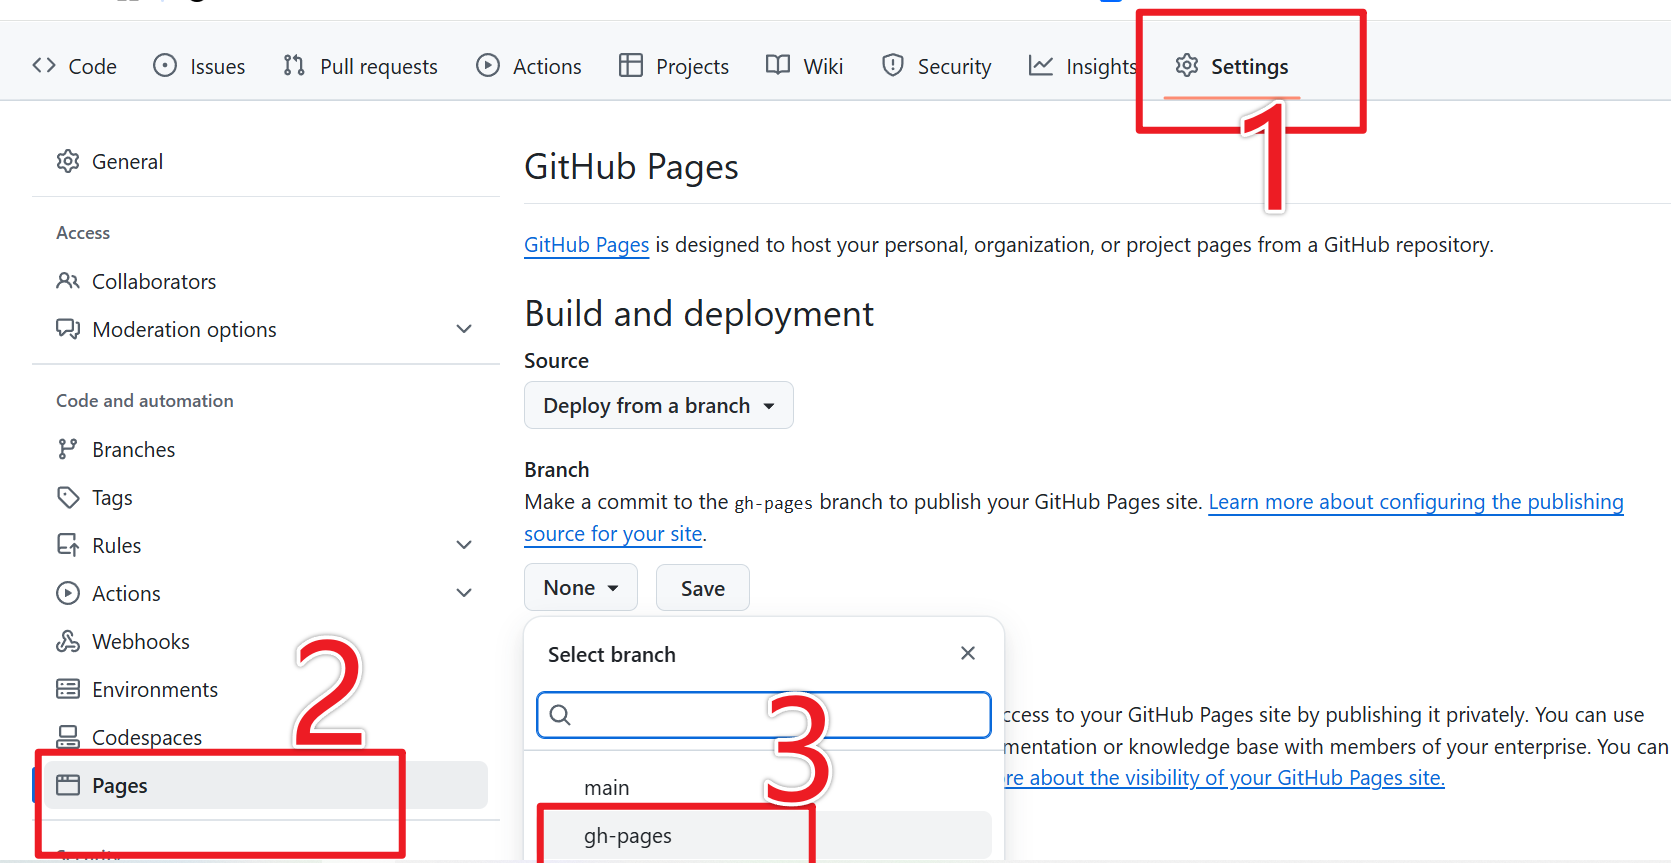 Code Issues Pull requests Actions Projects Wiki Security Insights Settings
1
General
Access
Collaborators
Moderation options
Code and automation
Branches
Tags
Rules
Actions
Webhooks
Environments
Codespaces
2
Pages
GitHub Pages
GitHub Pages is designed to host your personal, organization, or project pages from a GitHub repository.
Build and deployment
Source
Deploy from a branch
Branch
Make a commit to the gh-pages branch to publish your GitHub Pages site. Learn more about configuring the publishing
source for your site.
None Save
Select branch
3
main
gh-pages
ccess to your GitHub Pages site by publishing it privately. You can use
mentation or knowledge base with members of your enterprise. You can
re about the visibility of your GitHub Pages site.